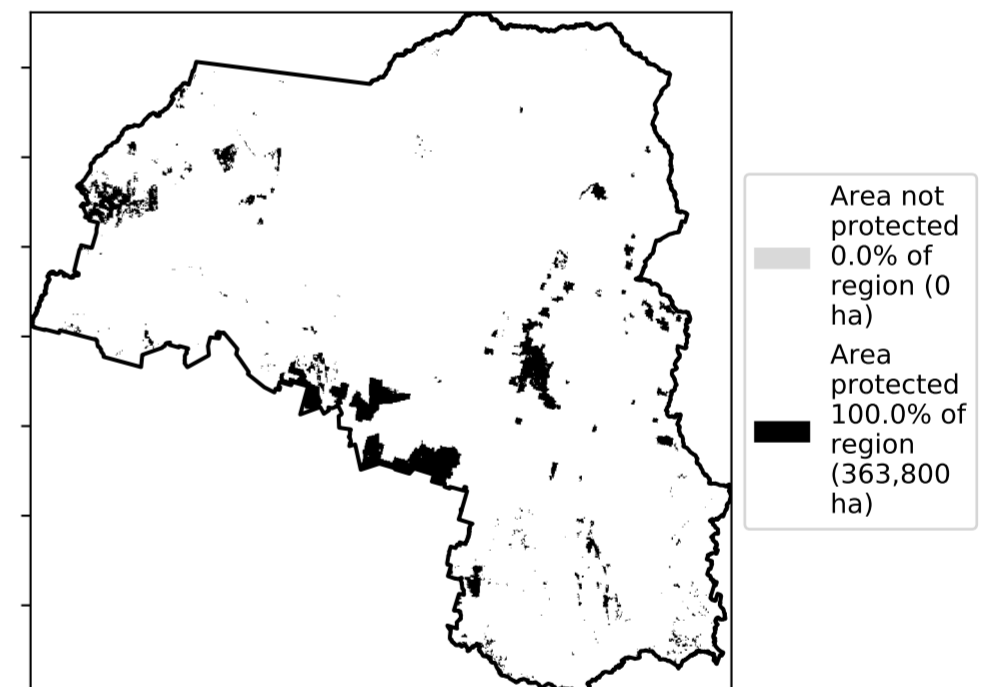 Area not
protected
0.0% of
region (0
ha)
Area
protected
100.0% of
region
(363,800
ha)